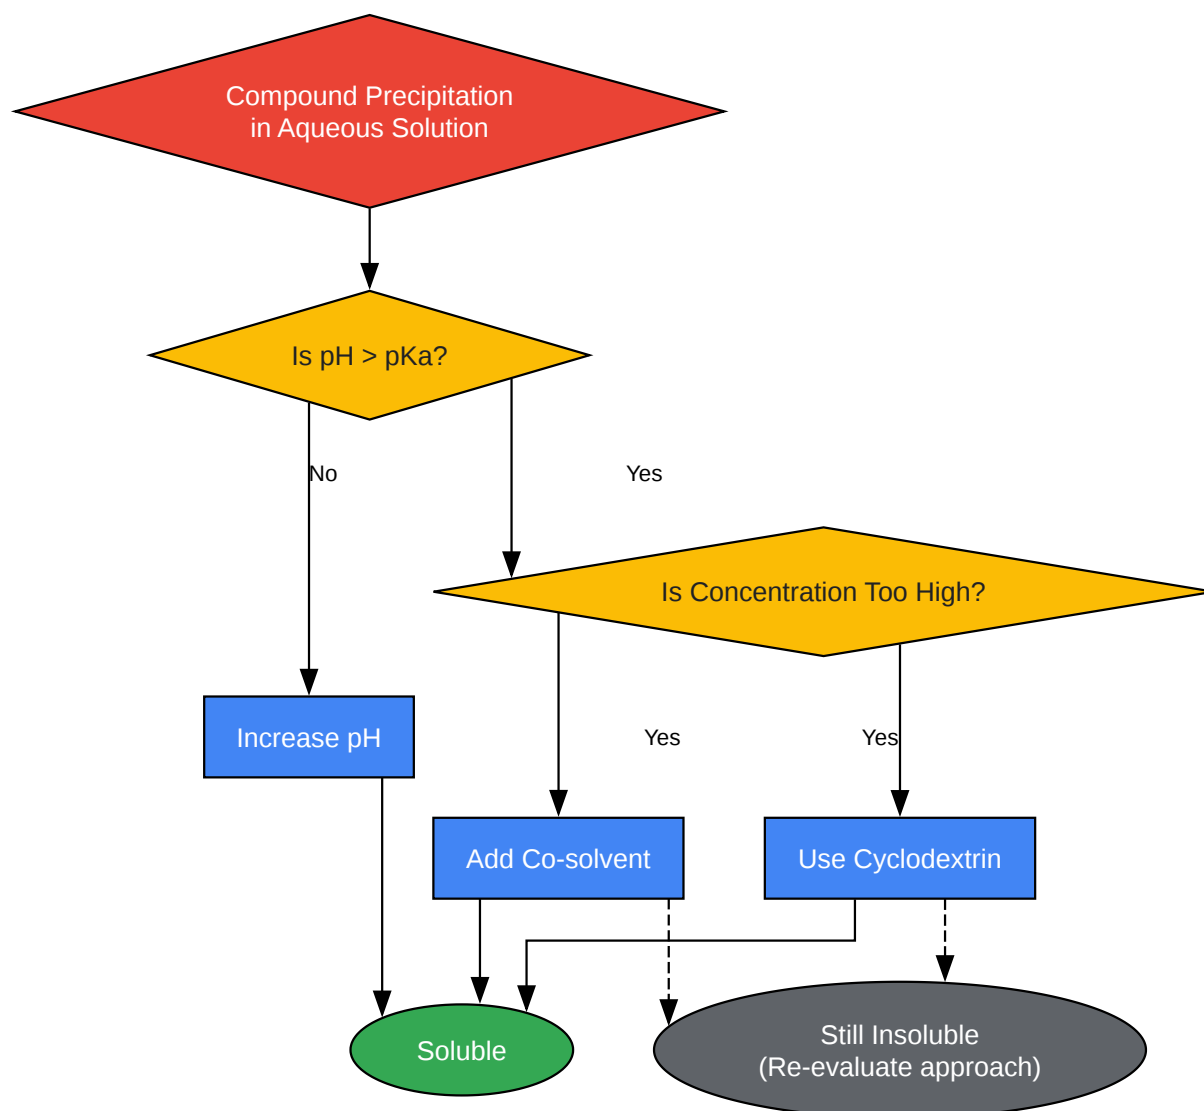 Compound Precipitation
in Aqueous Solution
Is pH > pKa?
No
Yes
Is Concentration Too High?
Increase pH
Yes
Yes
Add Co-solvent
Use Cyclodextrin
Soluble
Still Insoluble
(Re-evaluate approach)